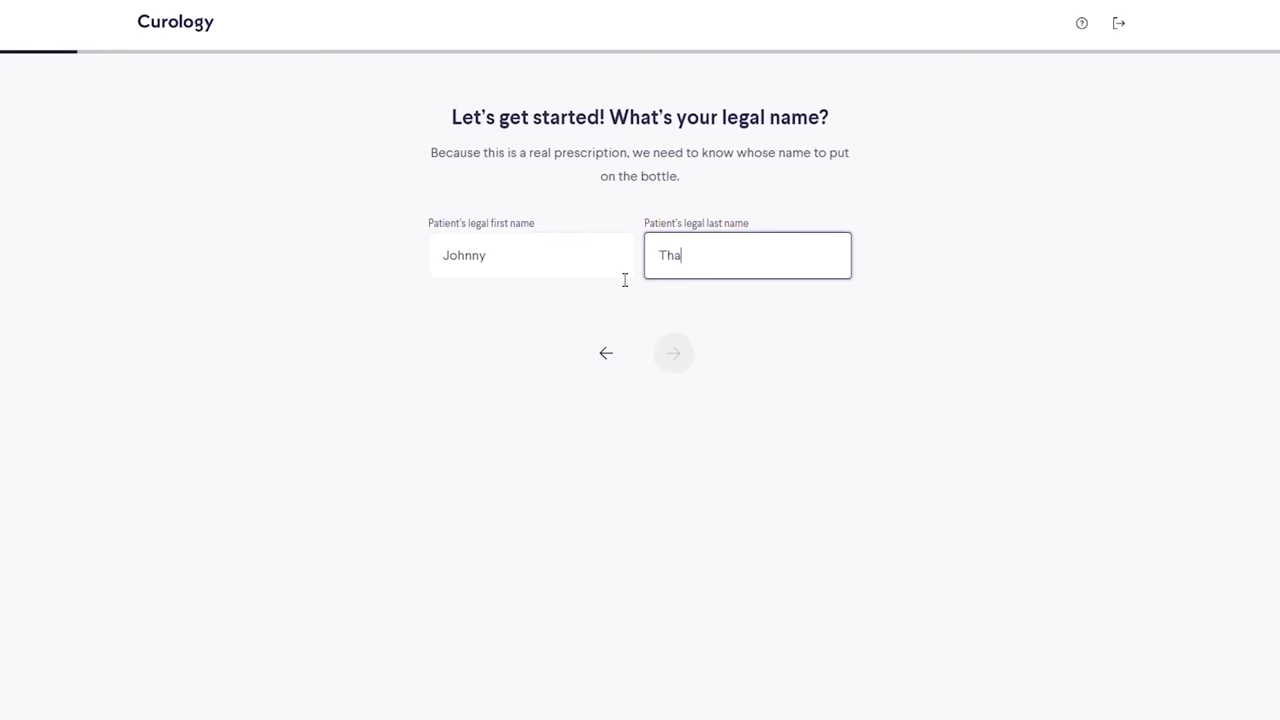 Curology
Let's get started! What's your legal name?
Because this is a real prescription, we need to know whose name to put
on the bottle.
Patient's legal first name
Patient's legal last name
Johnny
Tha